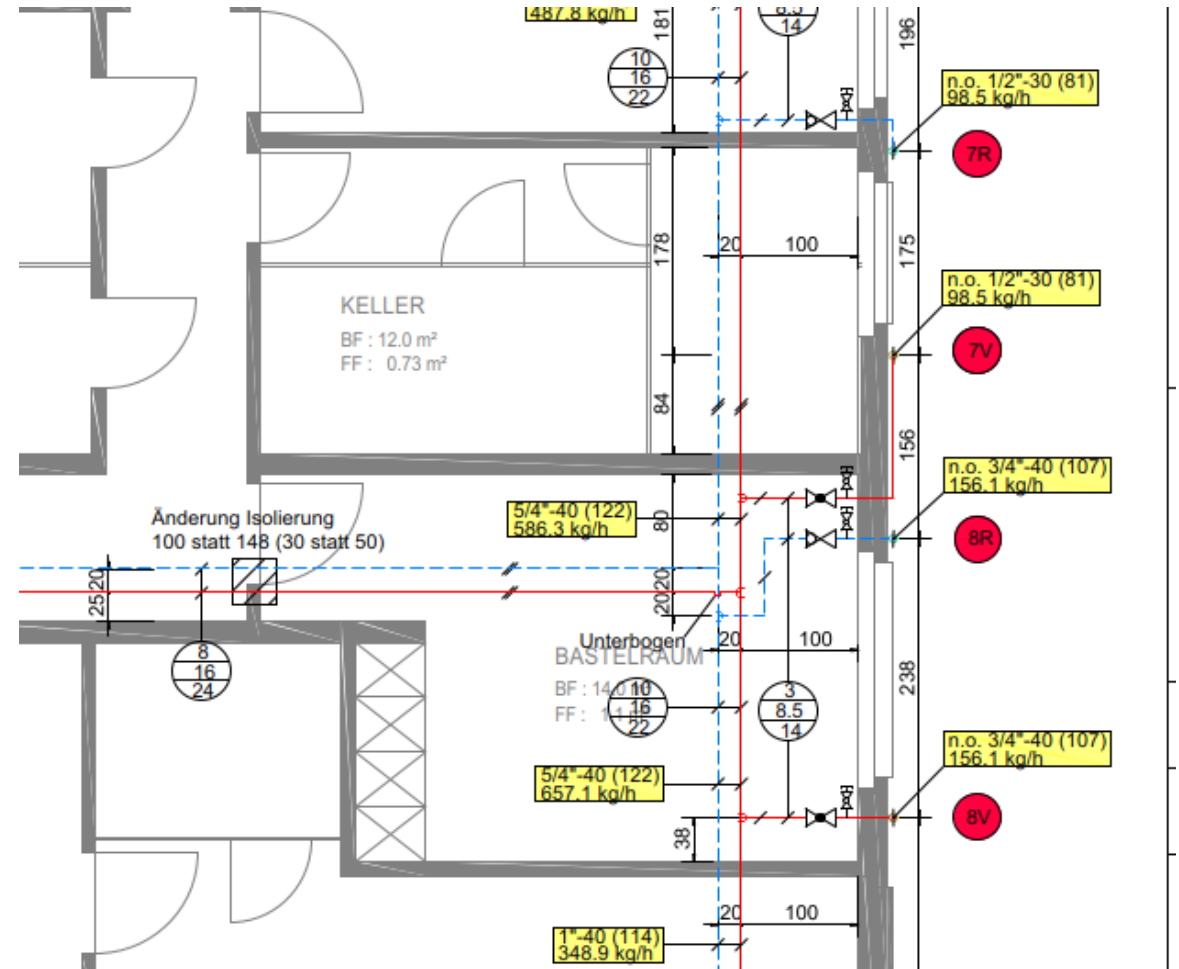 487.8 kg/h
181
8.5
14
196
10
16
22
n.o. 1/2"-30 (81)
98.5 kg/h
7R
178
20
100
175
n.o. 1/2"-30 (81)
98.5 kg/h
KELLER
BF : 12.0 m²
FF : 0.73 m²
7V
84
156
n.o. 3/4"-40 (107)
156.1 kg/h
5/4"-40 (122)
586.3 kg/h
80
Änderung Isolierung
100 statt 148 (30 statt 50)
8R
20
25
20
20
Unterbogen
20
100
BASTELRAUM
8
16
24
BF : 14.0 m²
FF :
10
16
22
3
8.5
14
238
n.o. 3/4"-40 (107)
156.1 kg/h
5/4"-40 (122)
657.1 kg/h
8V
38
20
100
1"-40 (114)
348.9 kg/h